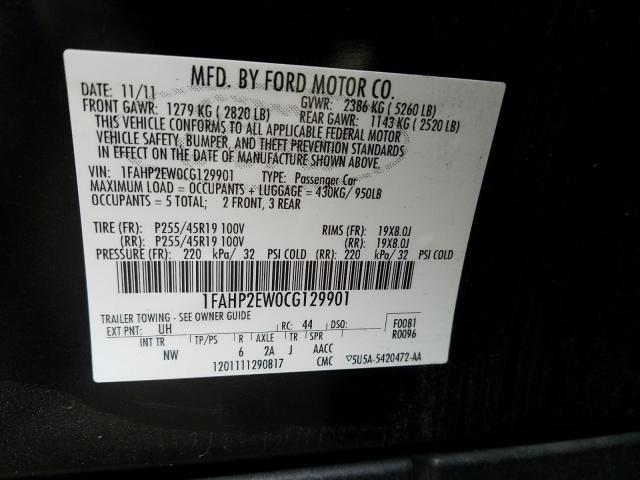 MFD. BY FORD MOTOR CO.
DATE: 11/11 GVWR: 2386 KG ( 5260 LB)
FRONT GAWR: 1279 KG ( 2820 LB) REAR GAWR: 1143 KG ( 2520 LB)
THIS VEHICLE CONFORMS TO ALL APPLICABLE FEDERAL MOTOR
VEHICLE SAFETY, BUMPER, AND THEFT PREVENTION STANDARDS
IN EFFECT ON THE DATE OF MANUFACTURE SHOWN ABOVE.
VIN: 1FAHP2EW0CG129901 TYPE: Passenger Car
MAXIMUM LOAD = OCCUPANTS + LUGGAGE = 430KG/ 950LB
OCCUPANTS = 5 TOTAL; 2 FRONT, 3 REAR
TIRE (FR): P255/45R19 100V RIMS (FR): 19X8.0J
(RR): P255/45R19 100V (RR): 19X8.0J
PRESSURE (FR): 220 kPa/ 32 PSI COLD (RR): 220 kPa/ 32 PSI COLD
1FAHP2EW0CG129901
TRAILER TOWING - SEE OWNER GUIDE
EXT PNT: UH RC: 44 DSO: F0081
INT TR TP/PS R AXLE TR SPR R0096
NW 6 2A J AACC
1201111290817 CMC ▽5U5A-5420472-AA